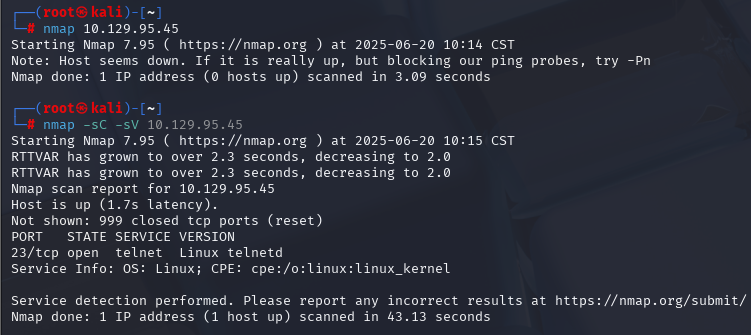 ┌──(root㉿kali)-[~]
└─# nmap 10.129.95.45
Starting Nmap 7.95 ( https://nmap.org ) at 2025-06-20 10:14 CST
Note: Host seems down. If it is really up, but blocking our ping probes, try -Pn
Nmap done: 1 IP address (0 hosts up) scanned in 3.09 seconds
┌──(root㉿kali)-[~]
└─# nmap -sC -sV 10.129.95.45
Starting Nmap 7.95 ( https://nmap.org ) at 2025-06-20 10:15 CST
RTTVAR has grown to over 2.3 seconds, decreasing to 2.0
RTTVAR has grown to over 2.3 seconds, decreasing to 2.0
Nmap scan report for 10.129.95.45
Host is up (1.7s latency).
Not shown: 999 closed tcp ports (reset)
PORT   STATE SERVICE VERSION
23/tcp open  telnet  Linux telnetd
Service Info: OS: Linux; CPE: cpe:/o:linux:linux_kernel
Service detection performed. Please report any incorrect results at https://nmap.org/submit/
Nmap done: 1 IP address (1 host up) scanned in 43.13 seconds